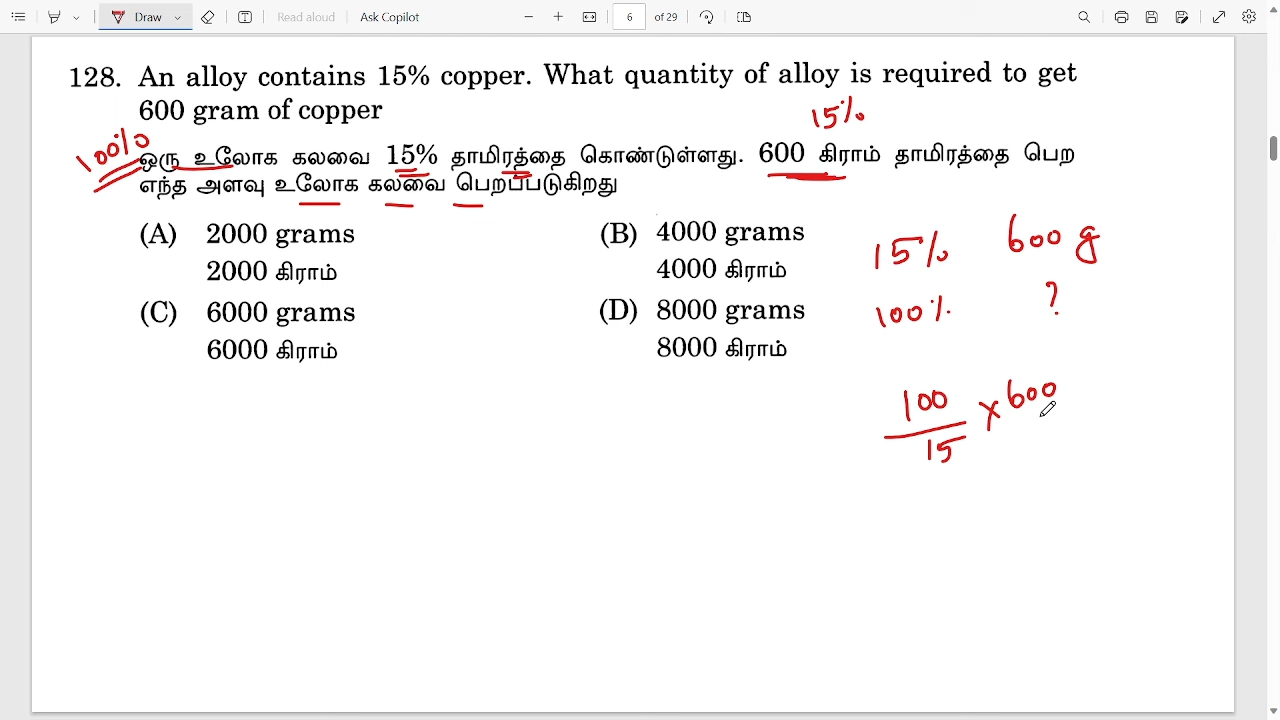 Draw
Read aloud
Ask Copilot
6
of 29
128. An alloy contains 15% copper. What quantity of alloy is required to get
600 gram of copper
15%
100%
ஒரு உலோக கலவை 15% தாமிரத்தை கொண்டுள்ளது. 600 கிராம் தாமிரத்தை பெற
எந்த அளவு உலோக கலவை பெறப்படுகிறது
(A) 2000 grams
2000 கிராம்
(B) 4000 grams
4000 கிராம்
(C) 6000 grams
6000 கிராம்
(D) 8000 grams
8000 கிராம்
15% 600 g
100% ?
100
15
× 600